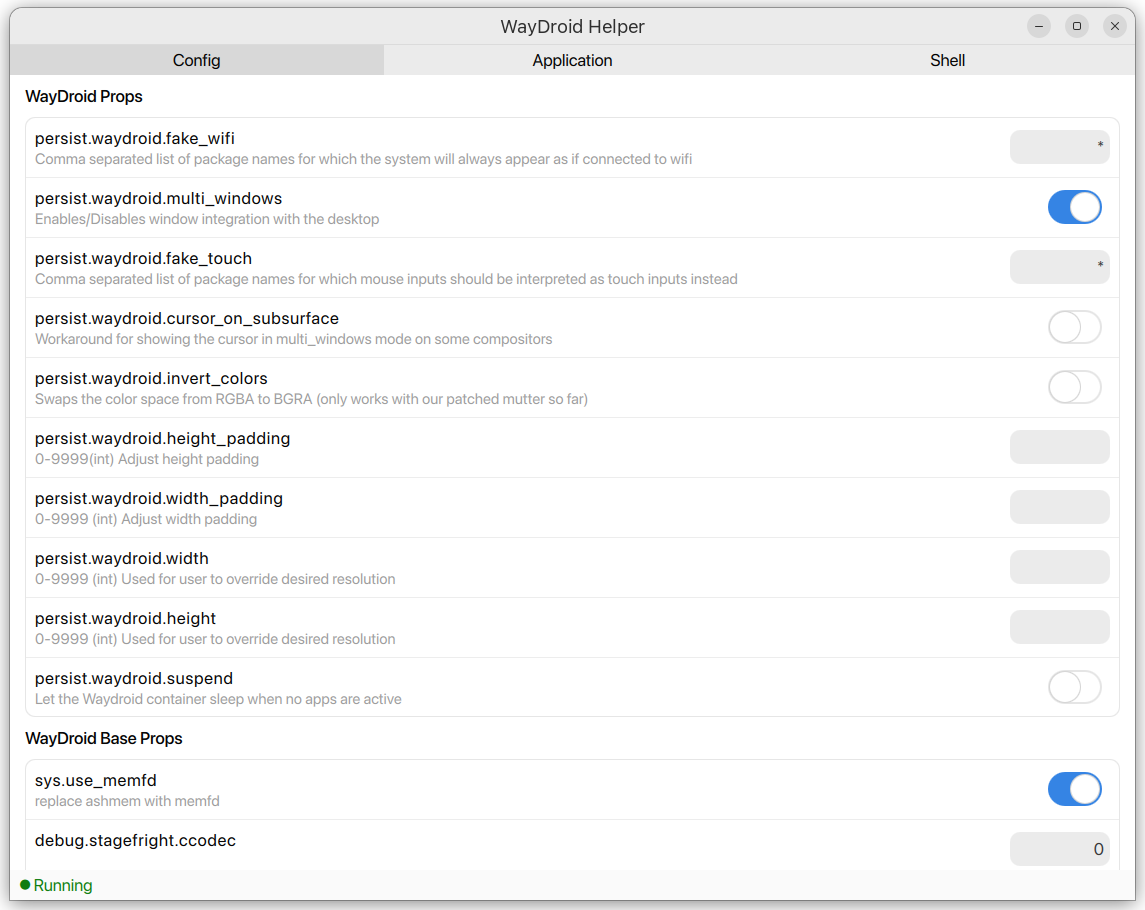 WayDroid Helper
Config Application Shell
WayDroid Props
persist.waydroid.fake_wifi
Comma separated list of package names for which the system will always appear as if connected to wifi
*
persist.waydroid.multi_windows
Enables/Disables window integration with the desktop
persist.waydroid.fake_touch
Comma separated list of package names for which mouse inputs should be interpreted as touch inputs instead
*
persist.waydroid.cursor_on_subsurface
Workaround for showing the cursor in multi_windows mode on some compositors
persist.waydroid.invert_colors
Swaps the color space from RGBA to BGRA (only works with our patched mutter so far)
persist.waydroid.height_padding
0-9999(int) Adjust height padding
persist.waydroid.width_padding
0-9999 (int) Adjust width padding
persist.waydroid.width
0-9999 (int) Used for user to override desired resolution
persist.waydroid.height
0-9999 (int) Used for user to override desired resolution
persist.waydroid.suspend
Let the Waydroid container sleep when no apps are active
WayDroid Base Props
sys.use_memfd
replace ashmem with memfd
debug.stagefright.ccodec
0
Running